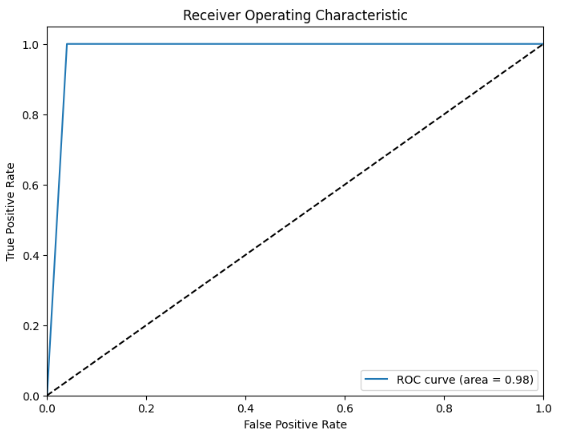 Receiver Operating Characteristic
True Positive Rate
1.0
0.8
0.6
0.4
0.2
0.0
0.0 0.2 0.4 0.6 0.8 1.0
False Positive Rate
ROC curve (area = 0.98)